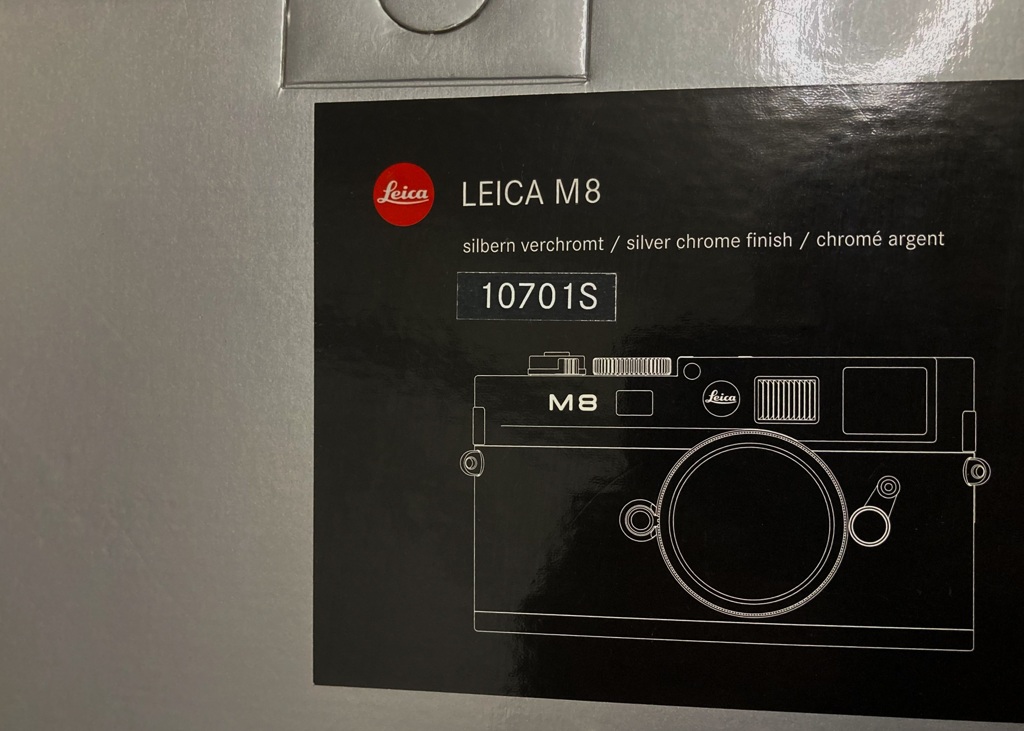 Leica LEICA M8
silbern verchromt / silver chrome finish / chromé argent
10701S
M8 Leica